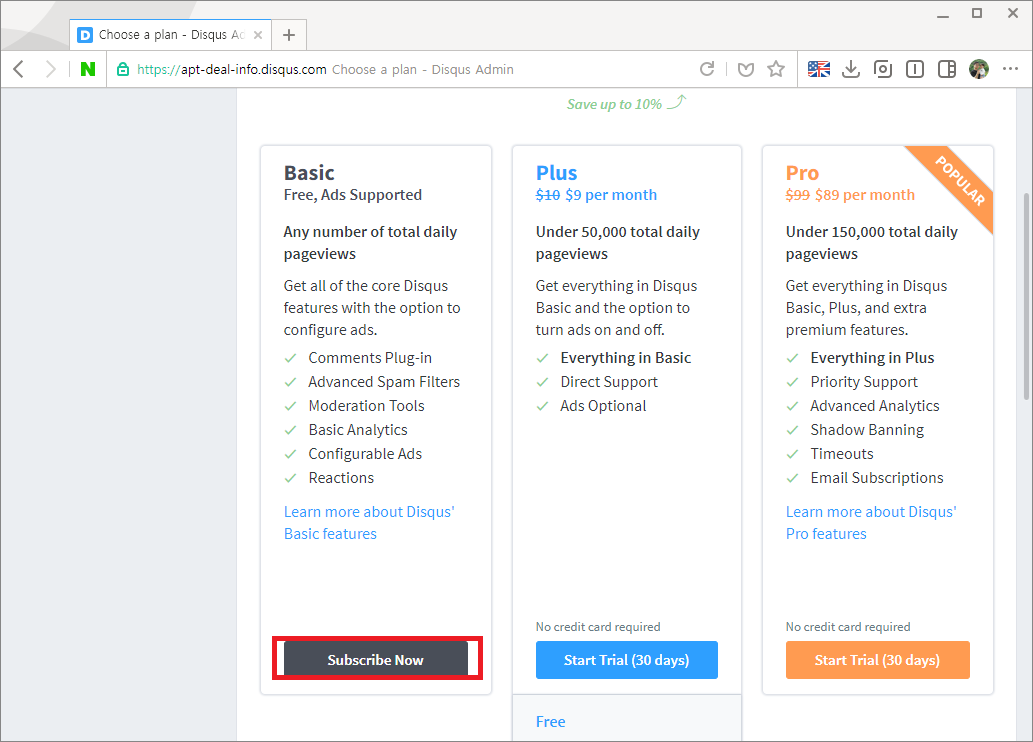 Choose a plan - Disqus Ad
https://apt-deal-info.disqus.com Choose a plan - Disqus Admin
Save up to 10%
Basic
Free, Ads Supported
Any number of total daily
pageviews
Get all of the core Disqus
features with the option to
configure ads.
Comments Plug-in
Advanced Spam Filters
Moderation Tools
Basic Analytics
Configurable Ads
Reactions
Learn more about Disqus'
Basic features
Subscribe Now
Plus
$10 $9 per month
Under 50,000 total daily
pageviews
Get everything in Disqus
Basic and the option to
turn ads on and off.
Everything in Basic
Direct Support
Ads Optional
No credit card required
Start Trial (30 days)
Free
Pro
$99 $89 per month
POPULAR
Under 150,000 total daily
pageviews
Get everything in Disqus
Basic, Plus, and extra
premium features.
Everything in Plus
Priority Support
Advanced Analytics
Shadow Banning
Timeouts
Email Subscriptions
Learn more about Disqus'
Pro features
No credit card required
Start Trial (30 days)